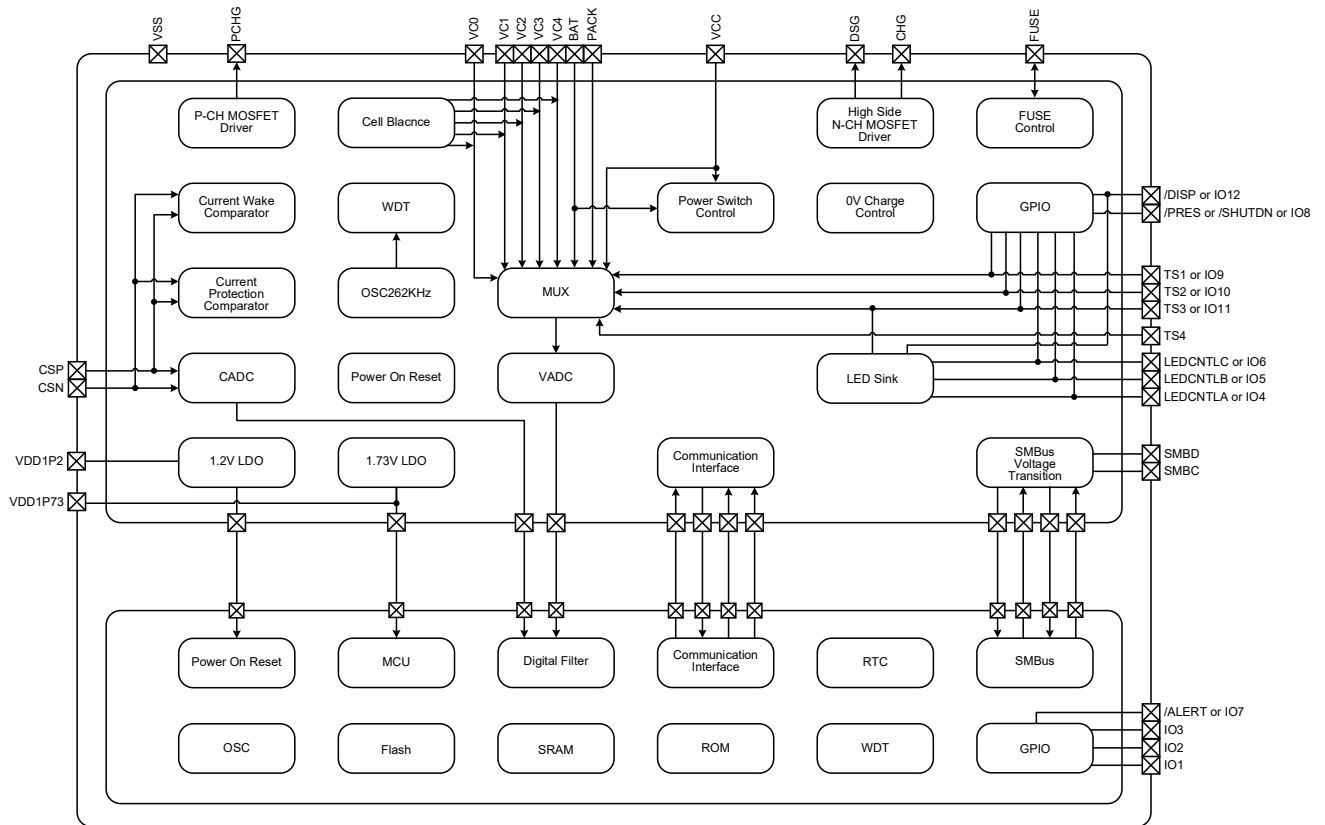 VSS
PCHG
VC0
VC1
VC2
VC3
VC4
BAT
PACK
VCC
DSG
CHG
FUSE
P-CH MOSFET
Driver
Cell Blacnce
High Side
N-CH MOSFET
Driver
FUSE
Control
Current Wake
Comparator
WDT
Power Switch
Control
0V Charge
Control
GPIO
/DISP or IO12
/PRES or /SHUTDN or IO8
Current
Protection
Comparator
OSC262KHz
MUX
TS1 or IO9
TS2 or IO10
TS3 or IO11
TS4
CSP
CSN
CADC
Power On Reset
VADC
LED Sink
LEDCNTLC or IO6
LEDCNTLB or IO5
LEDCNTLA or IO4
VDD1P2
1.2V LDO
1.73V LDO
Communication
Interface
SMBus
Voltage
Transition
SMBD
SMBC
VDD1P73
Power On Reset
MCU
Digital Filter
Communication
Interface
RTC
SMBus
OSC
Flash
SRAM
ROM
WDT
GPIO
/ALERT or IO7
IO3
IO2
IO1